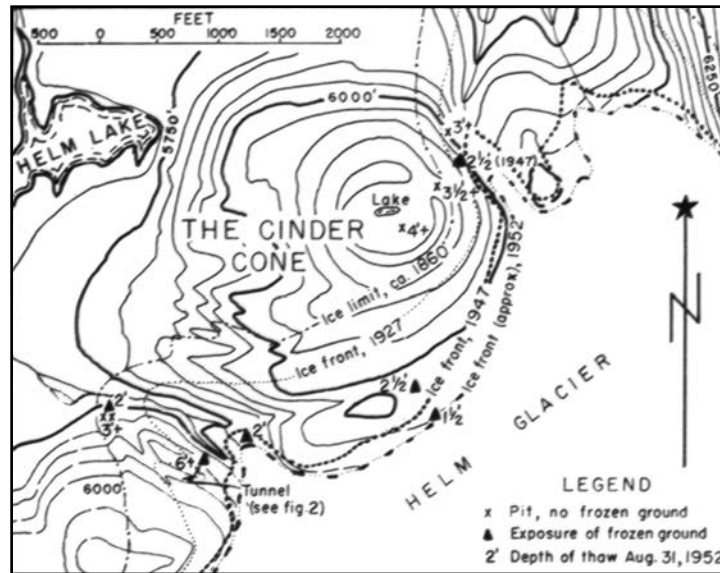 FEET
500 0 500 1000 2000
HELM LAKE
5750'
6000'
6250'
x 3'
2½ (1947)
x 3½+
Lake
x 4'+
THE CINDER
CONE
Ice limit, ca. 1860
Ice front, 1927
Ice front, 1947
Ice front (approx), 1952
2½'
1½'
2'
xx
3'+
2'
6'+
Tunnel
(see fig. 2)
6000'
HELM GLACIER
N
LEGEND
x Pit, no frozen ground
▲ Exposure of frozen ground
2' Depth of thaw Aug. 31, 1952